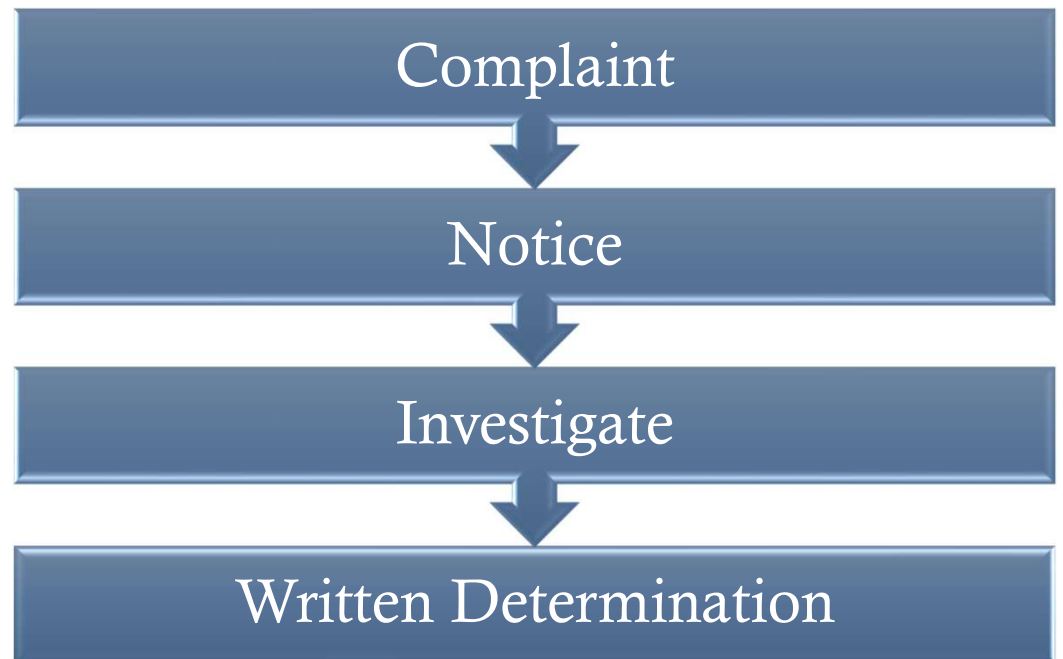 Complaint
Notice
Investigate
Written Determination